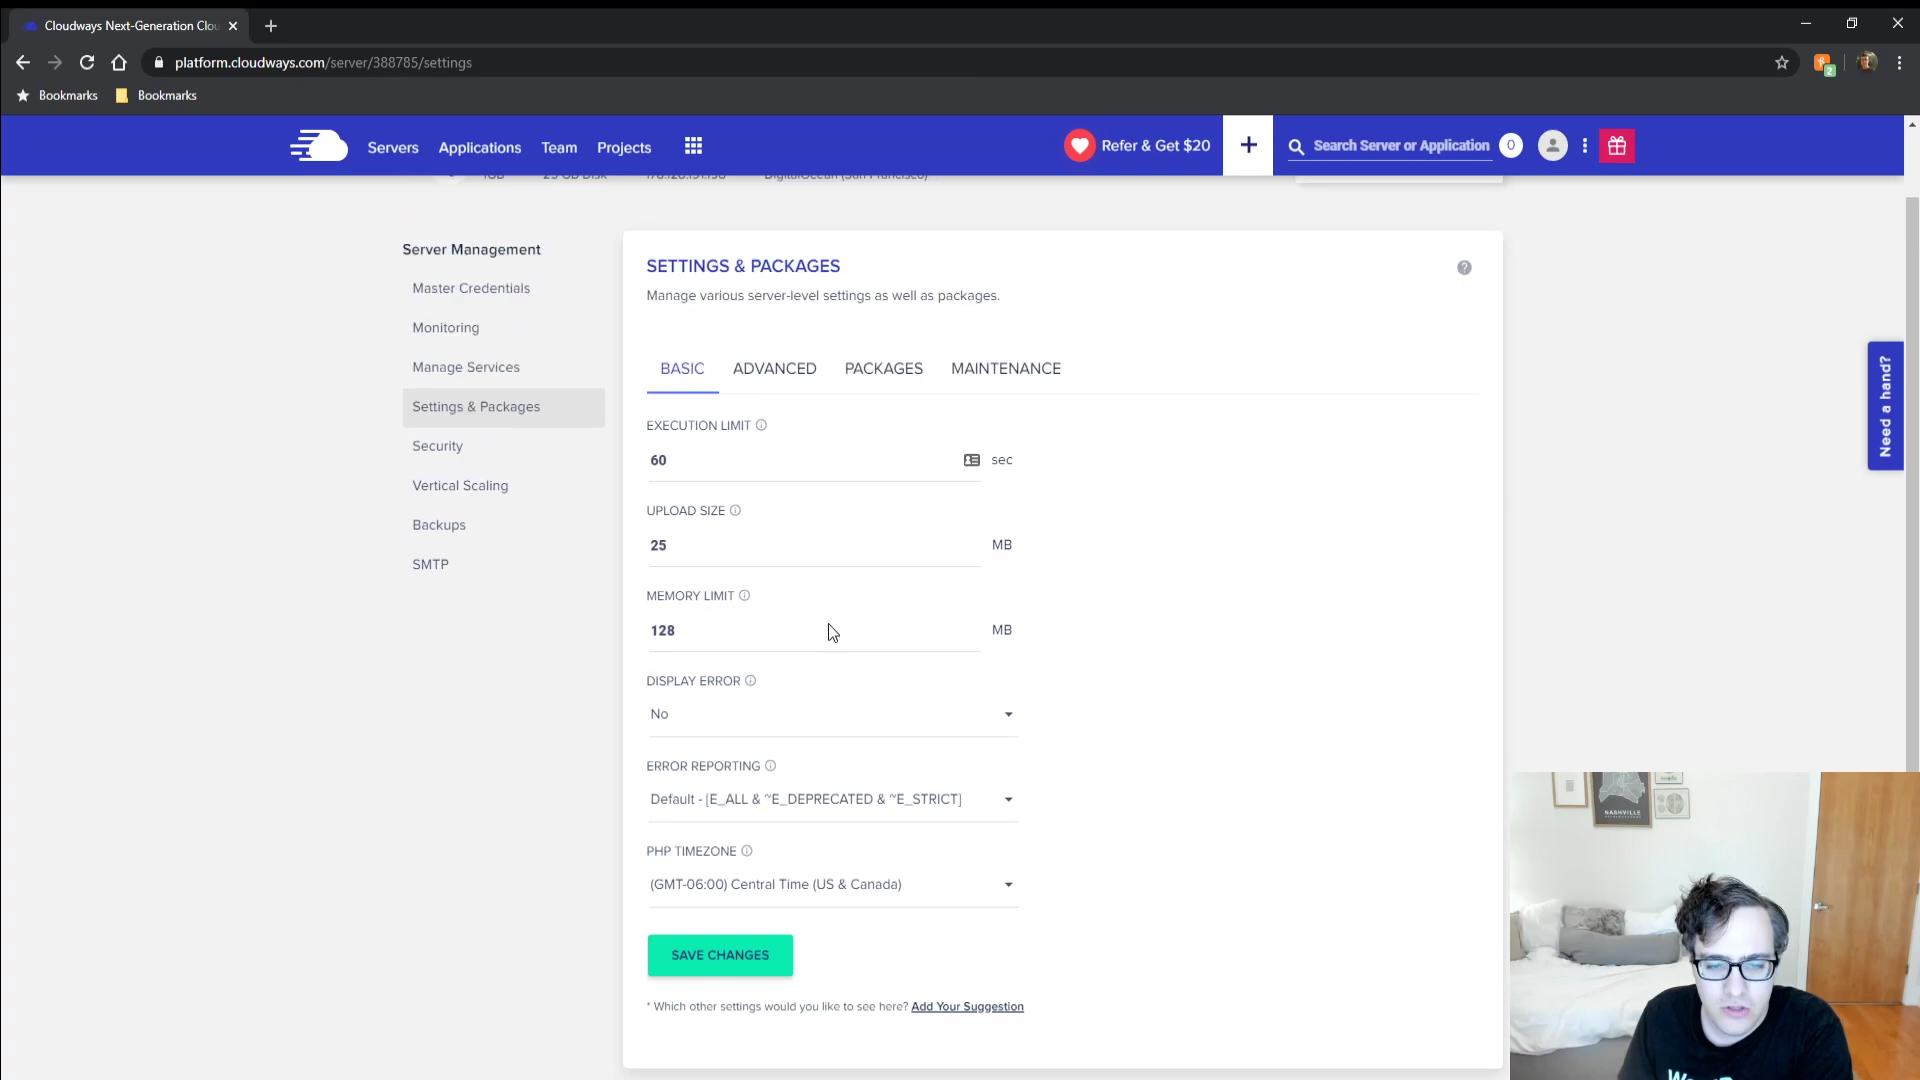 Cloudways Next-Generation Clou
platform.cloudways.com/server/388785/settings
2
Bookmarks
Bookmarks
Servers
Applications
Team
Projects
Refer & Get $20
+
Search Server or Application
0
1GB
25 GB Disk
DigitalOcean (San Francisco)
Server Management
Master Credentials
Monitoring
Manage Services
Settings & Packages
Security
Vertical Scaling
Backups
SMTP
SETTINGS & PACKAGES
Manage various server-level settings as well as packages.
BASIC
ADVANCED
PACKAGES
MAINTENANCE
EXECUTION LIMIT
60
sec
UPLOAD SIZE
25
MB
MEMORY LIMIT
128
MB
DISPLAY ERROR
No
ERROR REPORTING
Default - [E_ALL & ~E_DEPRECATED & ~E_STRICT]
PHP TIMEZONE
(GMT-06:00) Central Time (US & Canada)
SAVE CHANGES
* Which other settings would you like to see here? Add Your Suggestion
Need a hand?
NASHVILLE